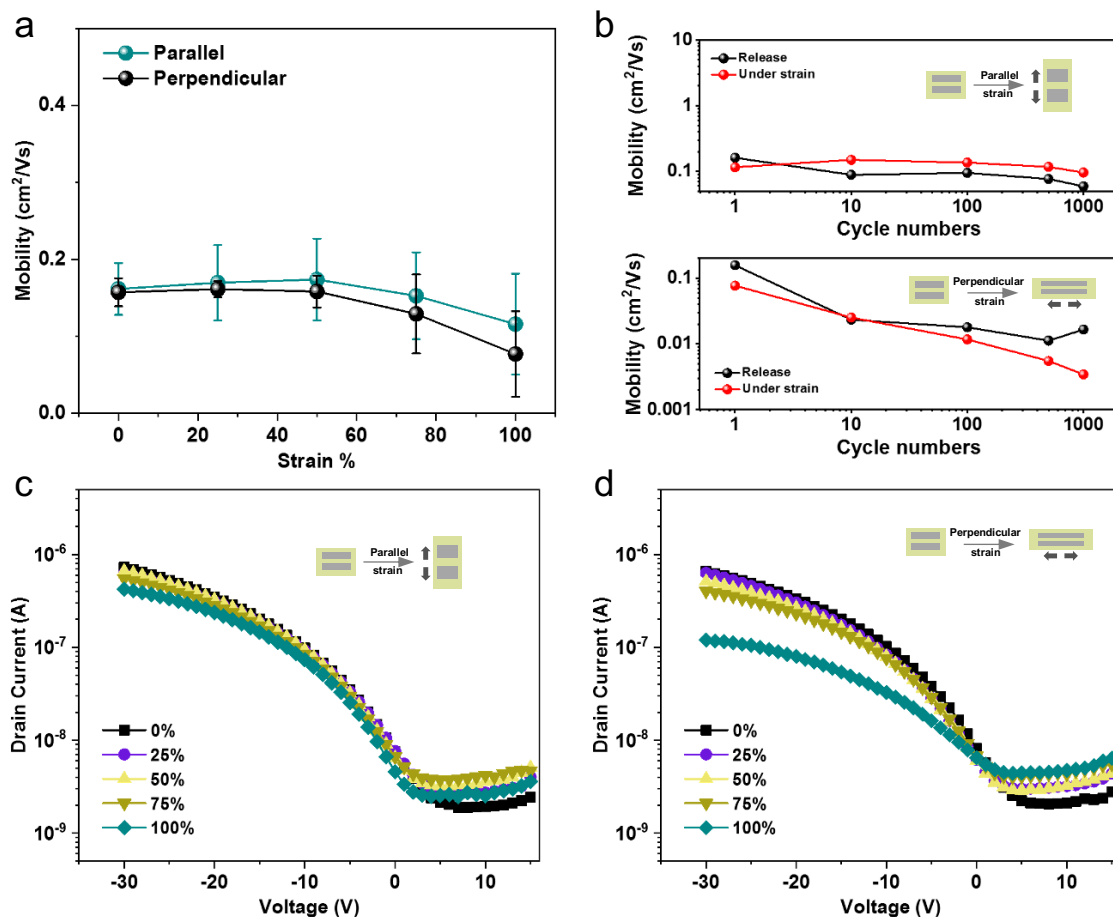 a
Parallel
Perpendicular
0.4
0.2
0.0
Mobility (cm²/Vs)
0 20 40 60 80 100
Strain %
b
Release
Under strain
Parallel
strain
10
1
0.1
Mobility (cm²/Vs)
1 10 100 1000
Cycle numbers
Perpendicular
strain
Release
Under strain
0.1
0.01
0.001
Mobility (cm²/Vs)
1 10 100 1000
Cycle numbers
c
Parallel
strain
10⁻⁶
10⁻⁷
10⁻⁸
10⁻⁹
Drain Current (A)
0%
25%
50%
75%
100%
-30 -20 -10 0 10
Voltage (V)
d
Perpendicular
strain
10⁻⁶
10⁻⁷
10⁻⁸
10⁻⁹
Drain Current (A)
0%
25%
50%
75%
100%
-30 -20 -10 0 10
Voltage (V)